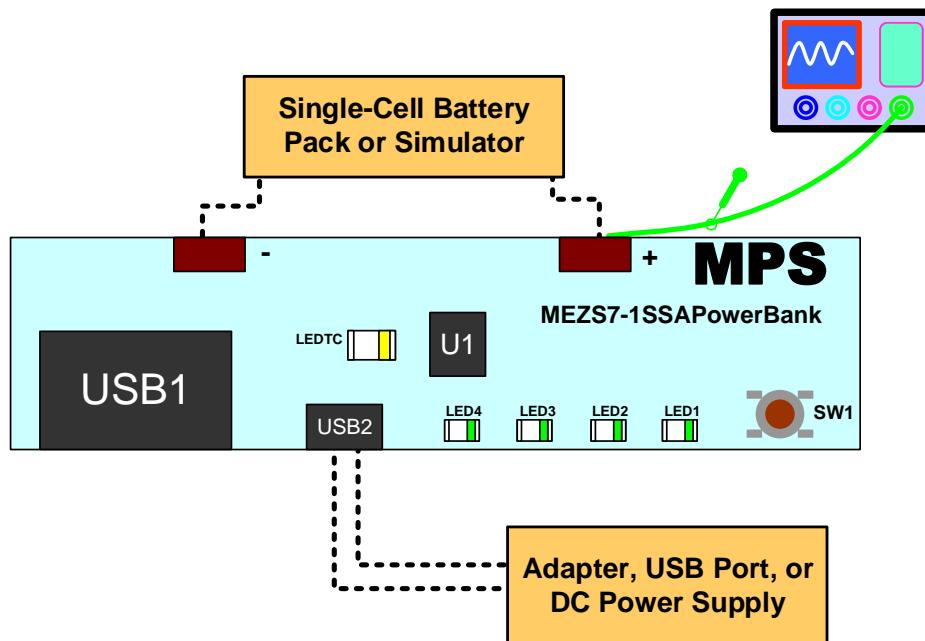 Single-Cell Battery
Pack or Simulator
-
+
MPS
MEZS7-1SSAPowerBank
LEDTC
U1
USB1
USB2
LED4
LED3
LED2
LED1
SW1
Adapter, USB Port, or
DC Power Supply